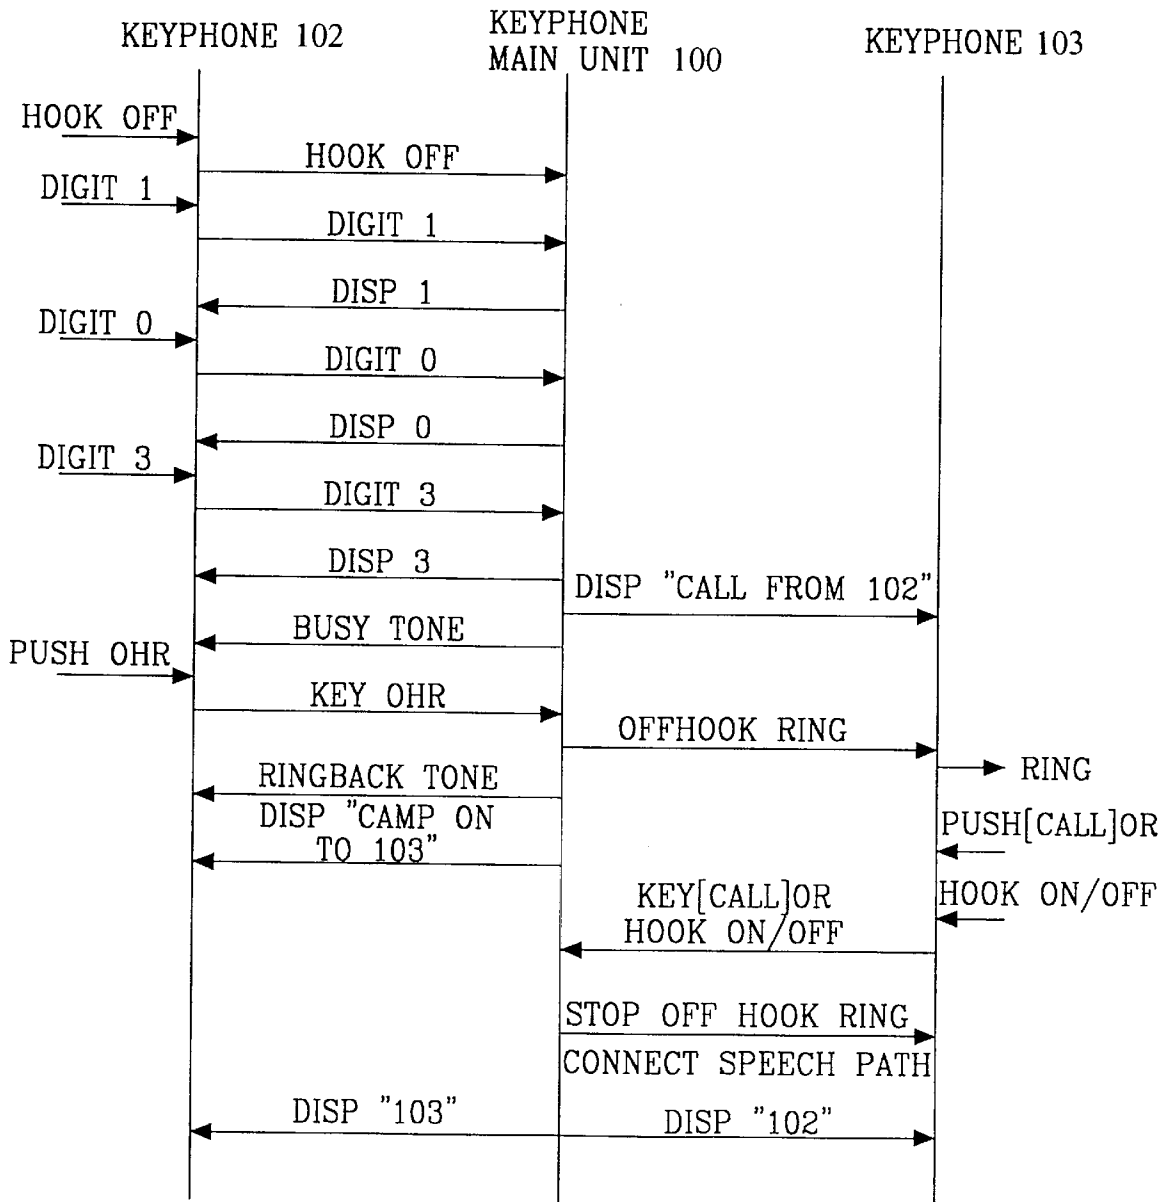 KEYPHONE 102
KEYPHONE
MAIN UNIT 100
KEYPHONE 103
HOOK OFF
HOOK OFF
DIGIT 1
DIGIT 1
DISP 1
DIGIT 0
DIGIT 0
DISP 0
DIGIT 3
DIGIT 3
DISP 3
DISP "CALL FROM 102"
BUSY TONE
PUSH OHR
KEY OHR
OFFHOOK RING
RING
RINGBACK TONE
DISP "CAMP ON
TO 103"
PUSH[CALL]OR
HOOK ON/OFF
KEY[CALL]OR
HOOK ON/OFF
STOP OFF HOOK RING
CONNECT SPEECH PATH
DISP "103"
DISP "102"